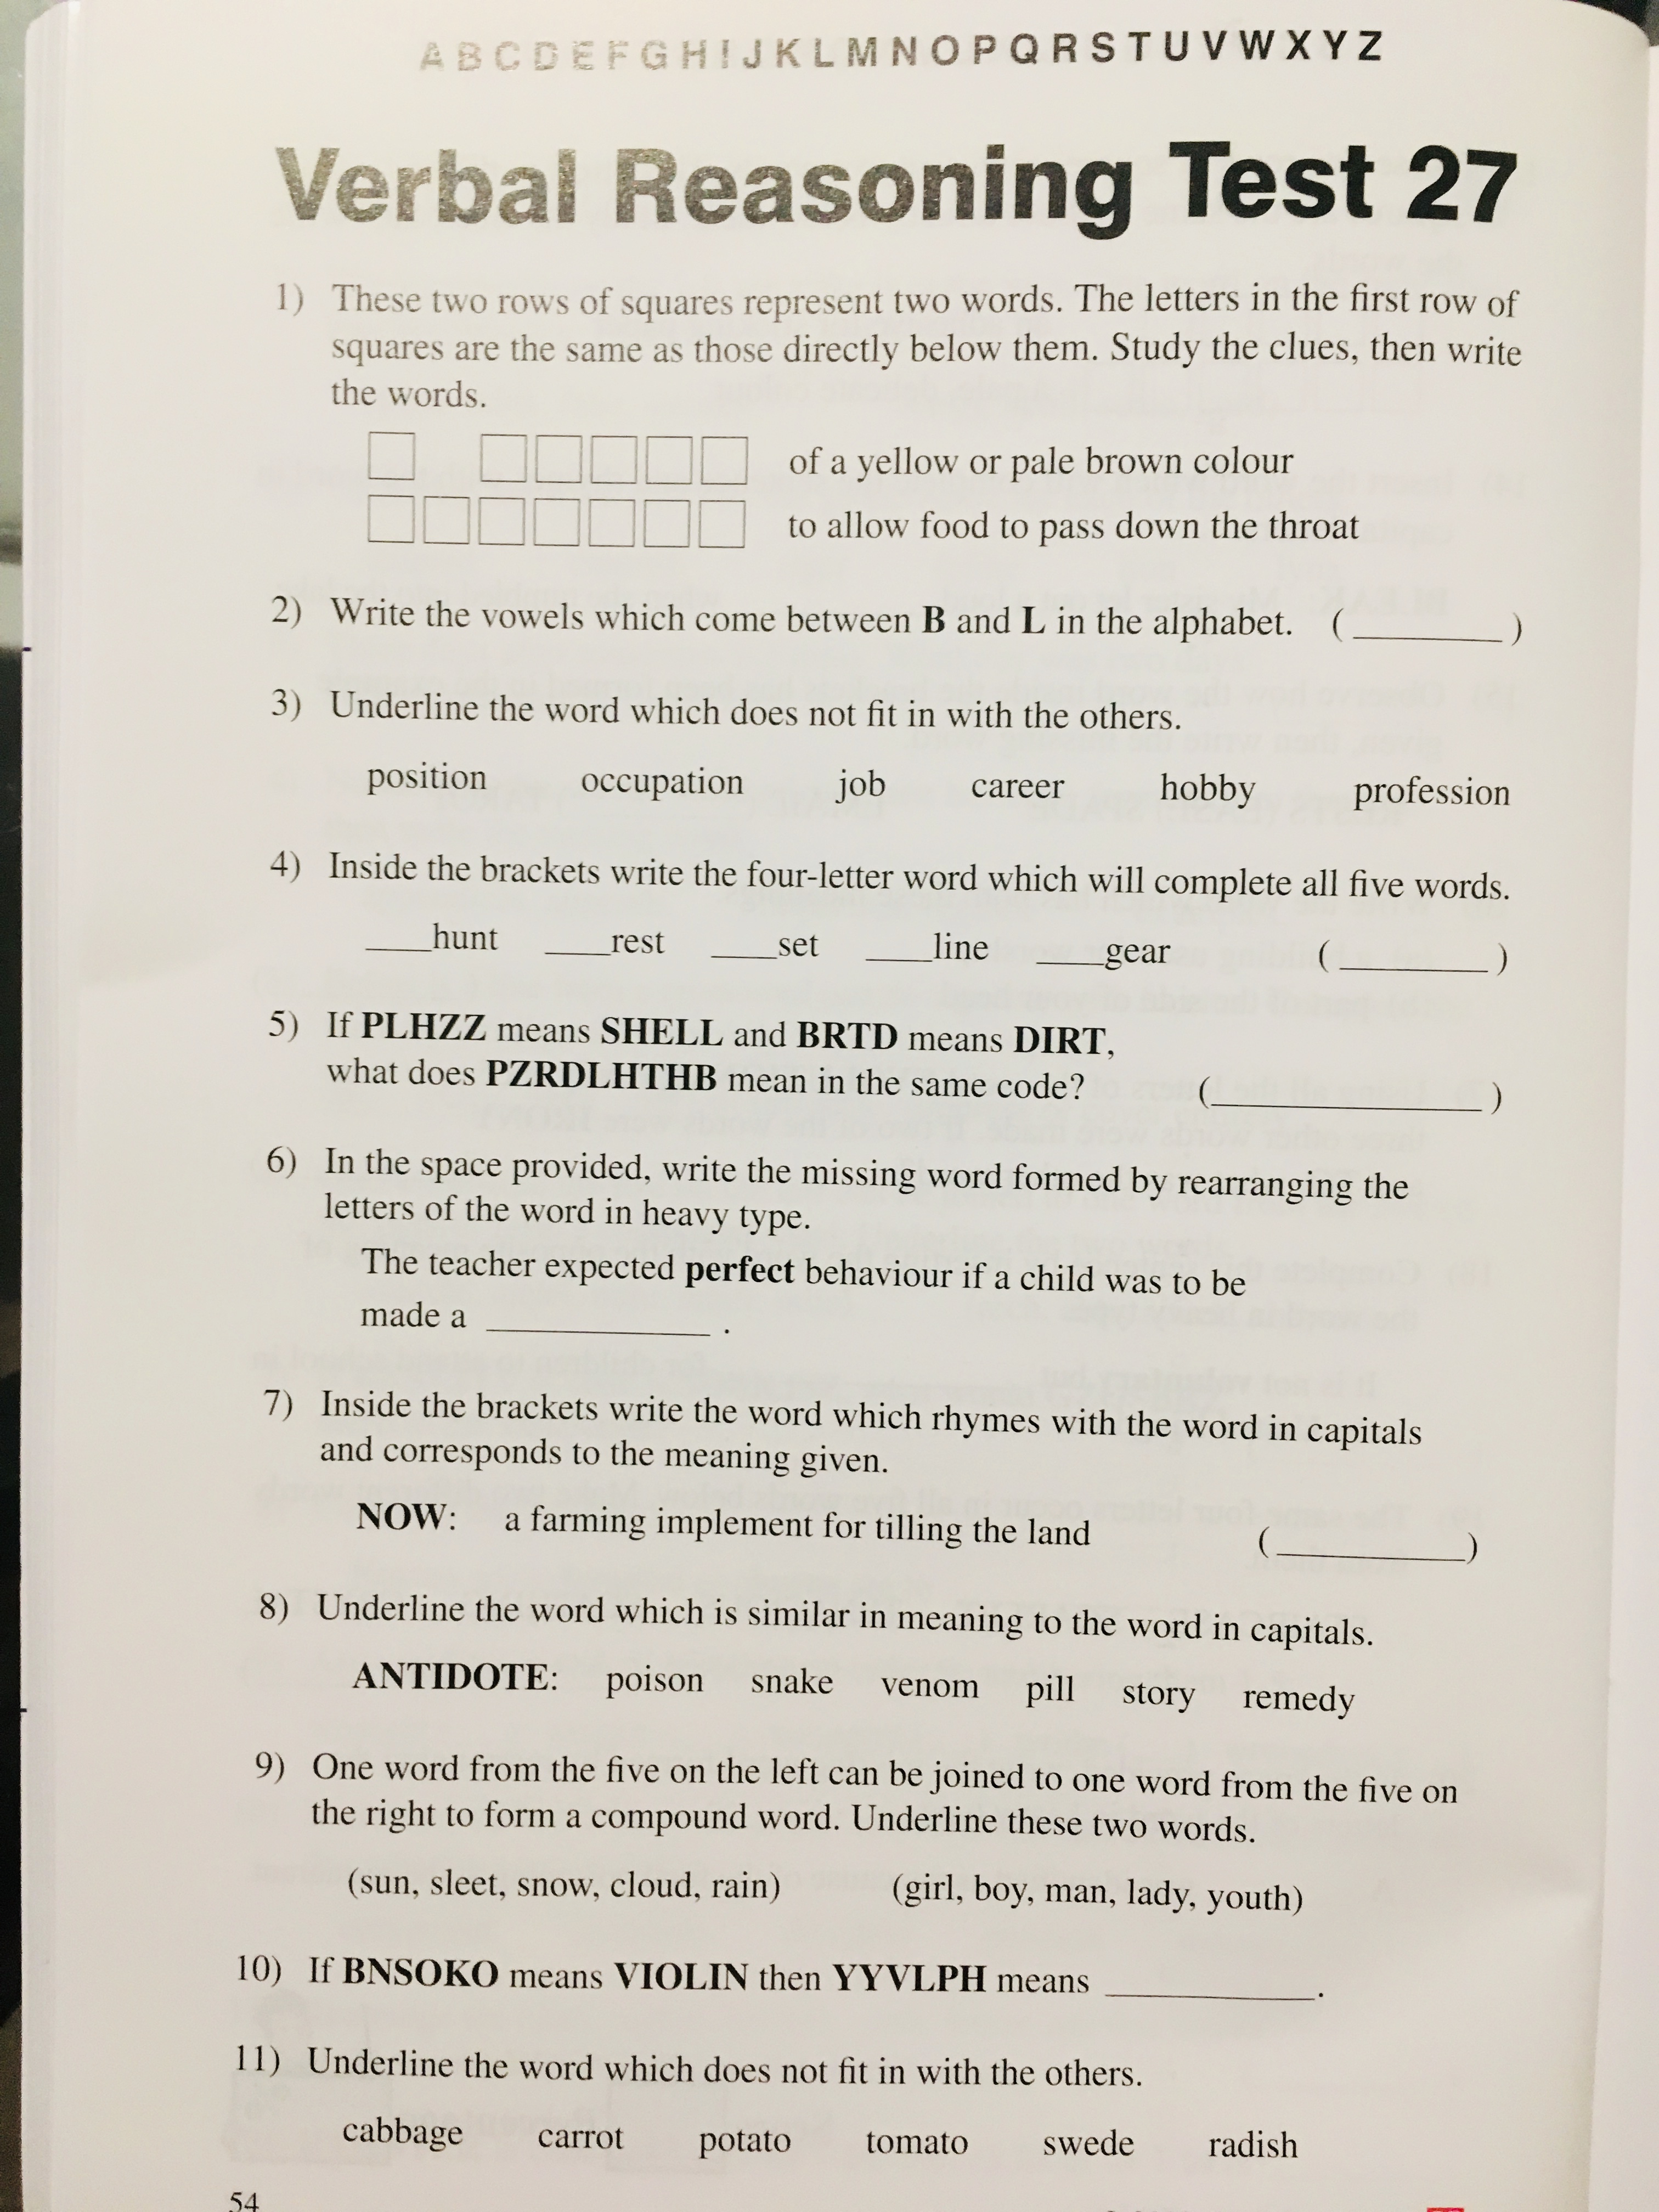 A B C D E F G H I J K L M N O P Q R S T U V W X Y Z
Verbal Reasoning Test 27
1) These two rows of squares represent two words. The letters in the first row of
squares are the same as those directly below them. Study the clues, then write
the words.
of a yellow or pale brown colour
to allow food to pass down the throat
2) Write the vowels which come between B and L in the alphabet. (________)
3) Underline the word which does not fit in with the others.
position occupation job career hobby profession
4) Inside the brackets write the four-letter word which will complete all five words.
____hunt ____rest ____set ____line ____gear (________)
5) If PLHZZ means SHELL and BRTD means DIRT,
what does PZRDLHTHB mean in the same code? (______________)
6) In the space provided, write the missing word formed by rearranging the
letters of the word in heavy type.
The teacher expected perfect behaviour if a child was to be
made a ____________ .
7) Inside the brackets write the word which rhymes with the word in capitals
and corresponds to the meaning given.
NOW: a farming implement for tilling the land (__________)
8) Underline the word which is similar in meaning to the word in capitals.
ANTIDOTE: poison snake venom pill story remedy
9) One word from the five on the left can be joined to one word from the five on
the right to form a compound word. Underline these two words.
(sun, sleet, snow, cloud, rain) (girl, boy, man, lady, youth)
10) If BNSOKO means VIOLIN then YYVLPH means ___________.
11) Underline the word which does not fit in with the others.
cabbage carrot potato tomato swede radish
54